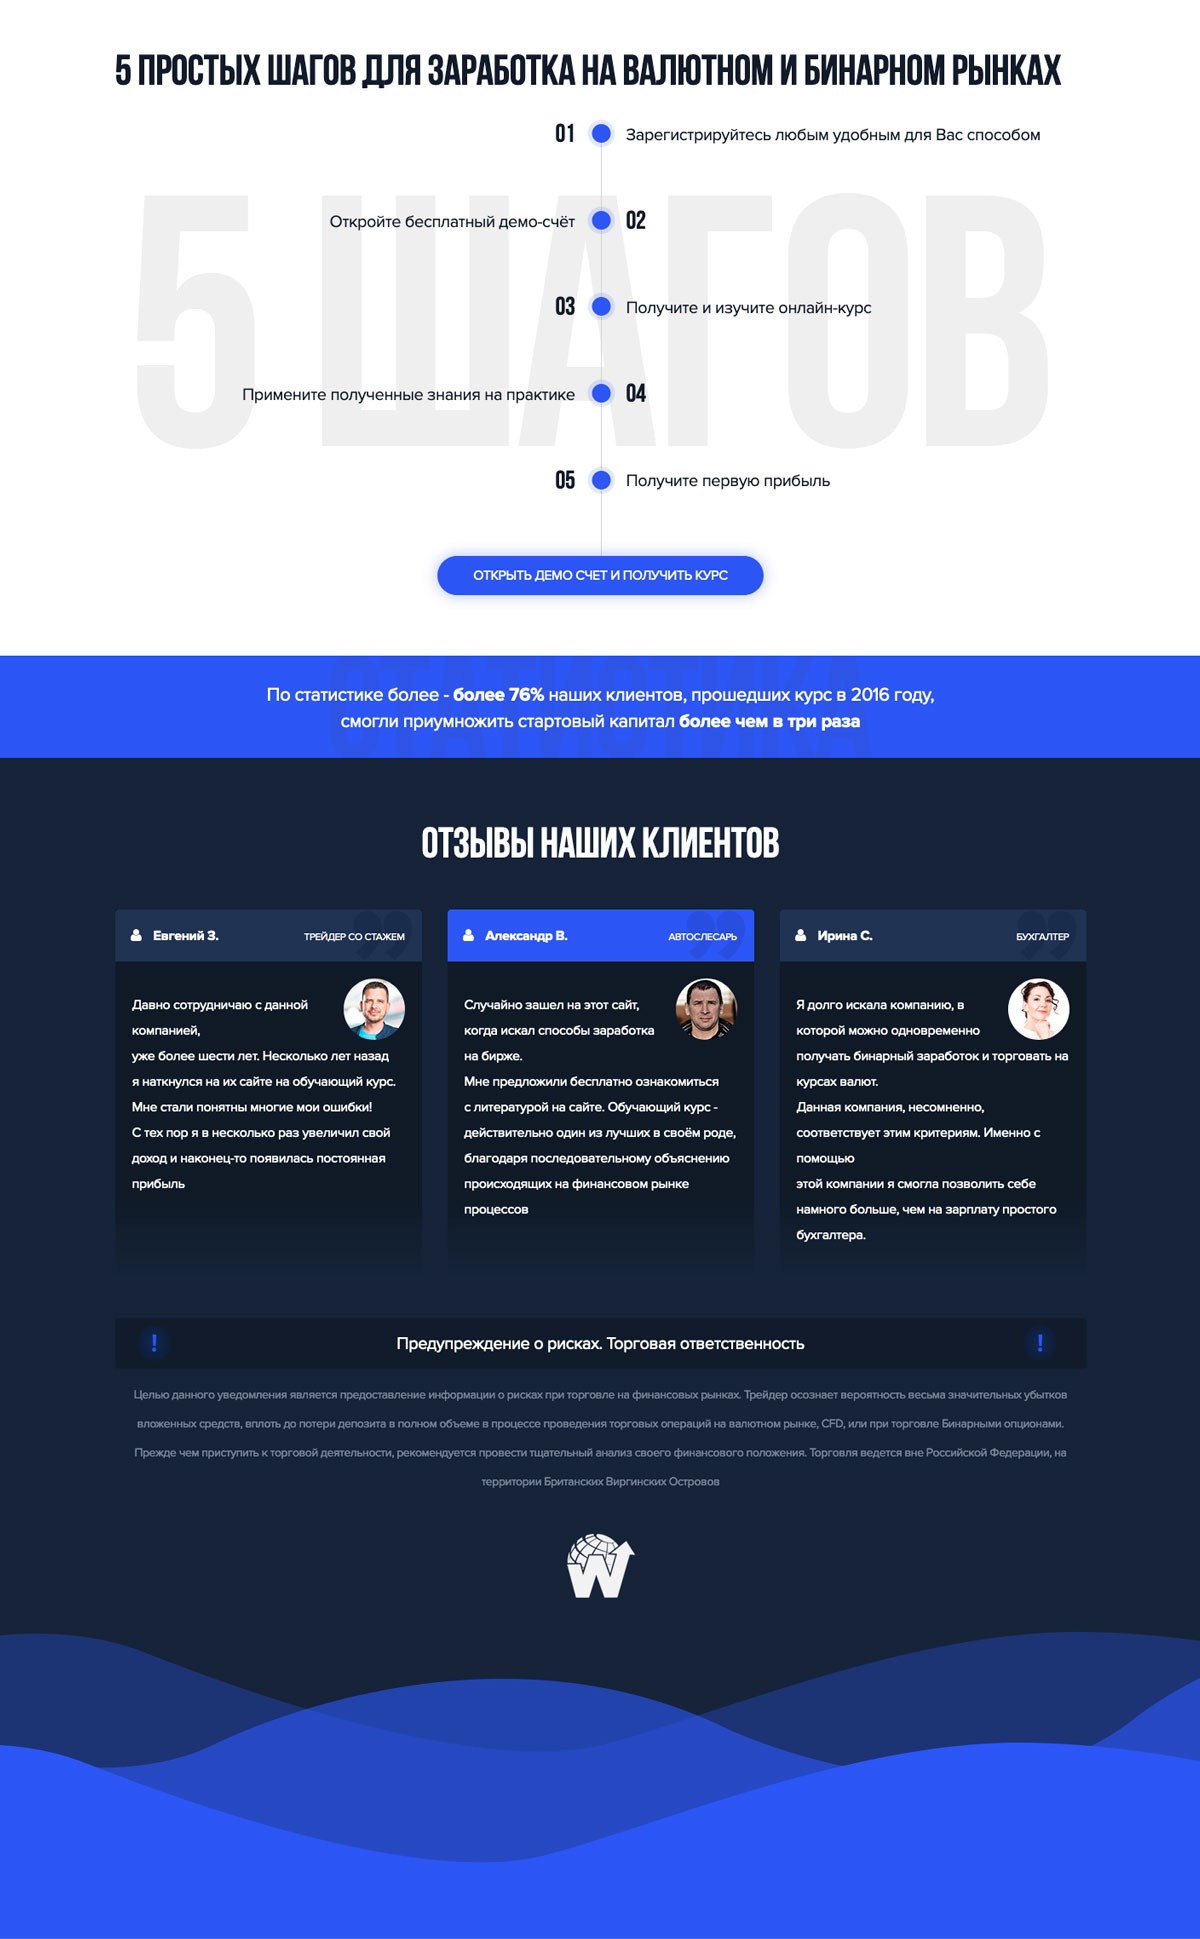 5 ПРОСТЫХ ШАГОВ ДЛЯ ЗАРАБОТКА НА ВАЛЮТНОМ И БИНАРНОМ РЫНКАХ
5 ШАГОВ
01 Зарегистрируйтесь любым удобным для Вас способом
Откройте бесплатный демо-счёт 02
03 Получите и изучите онлайн-курс
Примените полученные знания на практике 04
05 Получите первую прибыль
ОТКРЫТЬ ДЕМО СЧЕТ И ПОЛУЧИТЬ КУРС
СТАТИСТИКА
По статистике более - более 76% наших клиентов, прошедших курс в 2016 году,
смогли приумножить стартовый капитал более чем в три раза
ОТЗЫВЫ НАШИХ КЛИЕНТОВ
Евгений З. ТРЕЙДЕР СО СТАЖЕМ
Давно сотрудничаю с данной
компанией,
уже более шести лет. Несколько лет назад
я наткнулся на их сайте на обучающий курс.
Мне стали понятны многие мои ошибки!
С тех пор я в несколько раз увеличил свой
доход и наконец-то появилась постоянная
прибыль
Александр В. АВТОСЛЕСАРЬ
Случайно зашел на этот сайт,
когда искал способы заработка
на бирже.
Мне предложили бесплатно ознакомиться
с литературой на сайте. Обучающий курс -
действительно один из лучших в своём роде,
благодаря последовательному объяснению
происходящих на финансовом рынке
процессов
Ирина С. БУХГАЛТЕР
Я долго искала компанию, в
которой можно одновременно
получать бинарный заработок и торговать на
курсах валют.
Данная компания, несомненно,
соответствует этим критериям. Именно с
помощью
этой компании я смогла позволить себе
намного больше, чем на зарплату простого
бухгалтера.
! Предупреждение о рисках. Торговая ответственность !
Целью данного уведомления является предоставление информации о рисках при торговле на финансовых рынках. Трейдер осознает вероятность весьма значительных убытков
вложенных средств, вплоть до потери депозита в полном объеме в процессе проведения торговых операций на валютном рынке, CFD, или при торговле Бинарными опционами.
Прежде чем приступить к торговой деятельности, рекомендуется провести тщательный анализ своего финансового положения. Торговля ведется вне Российской Федерации, на
территории Британских Виргинских Островов
W